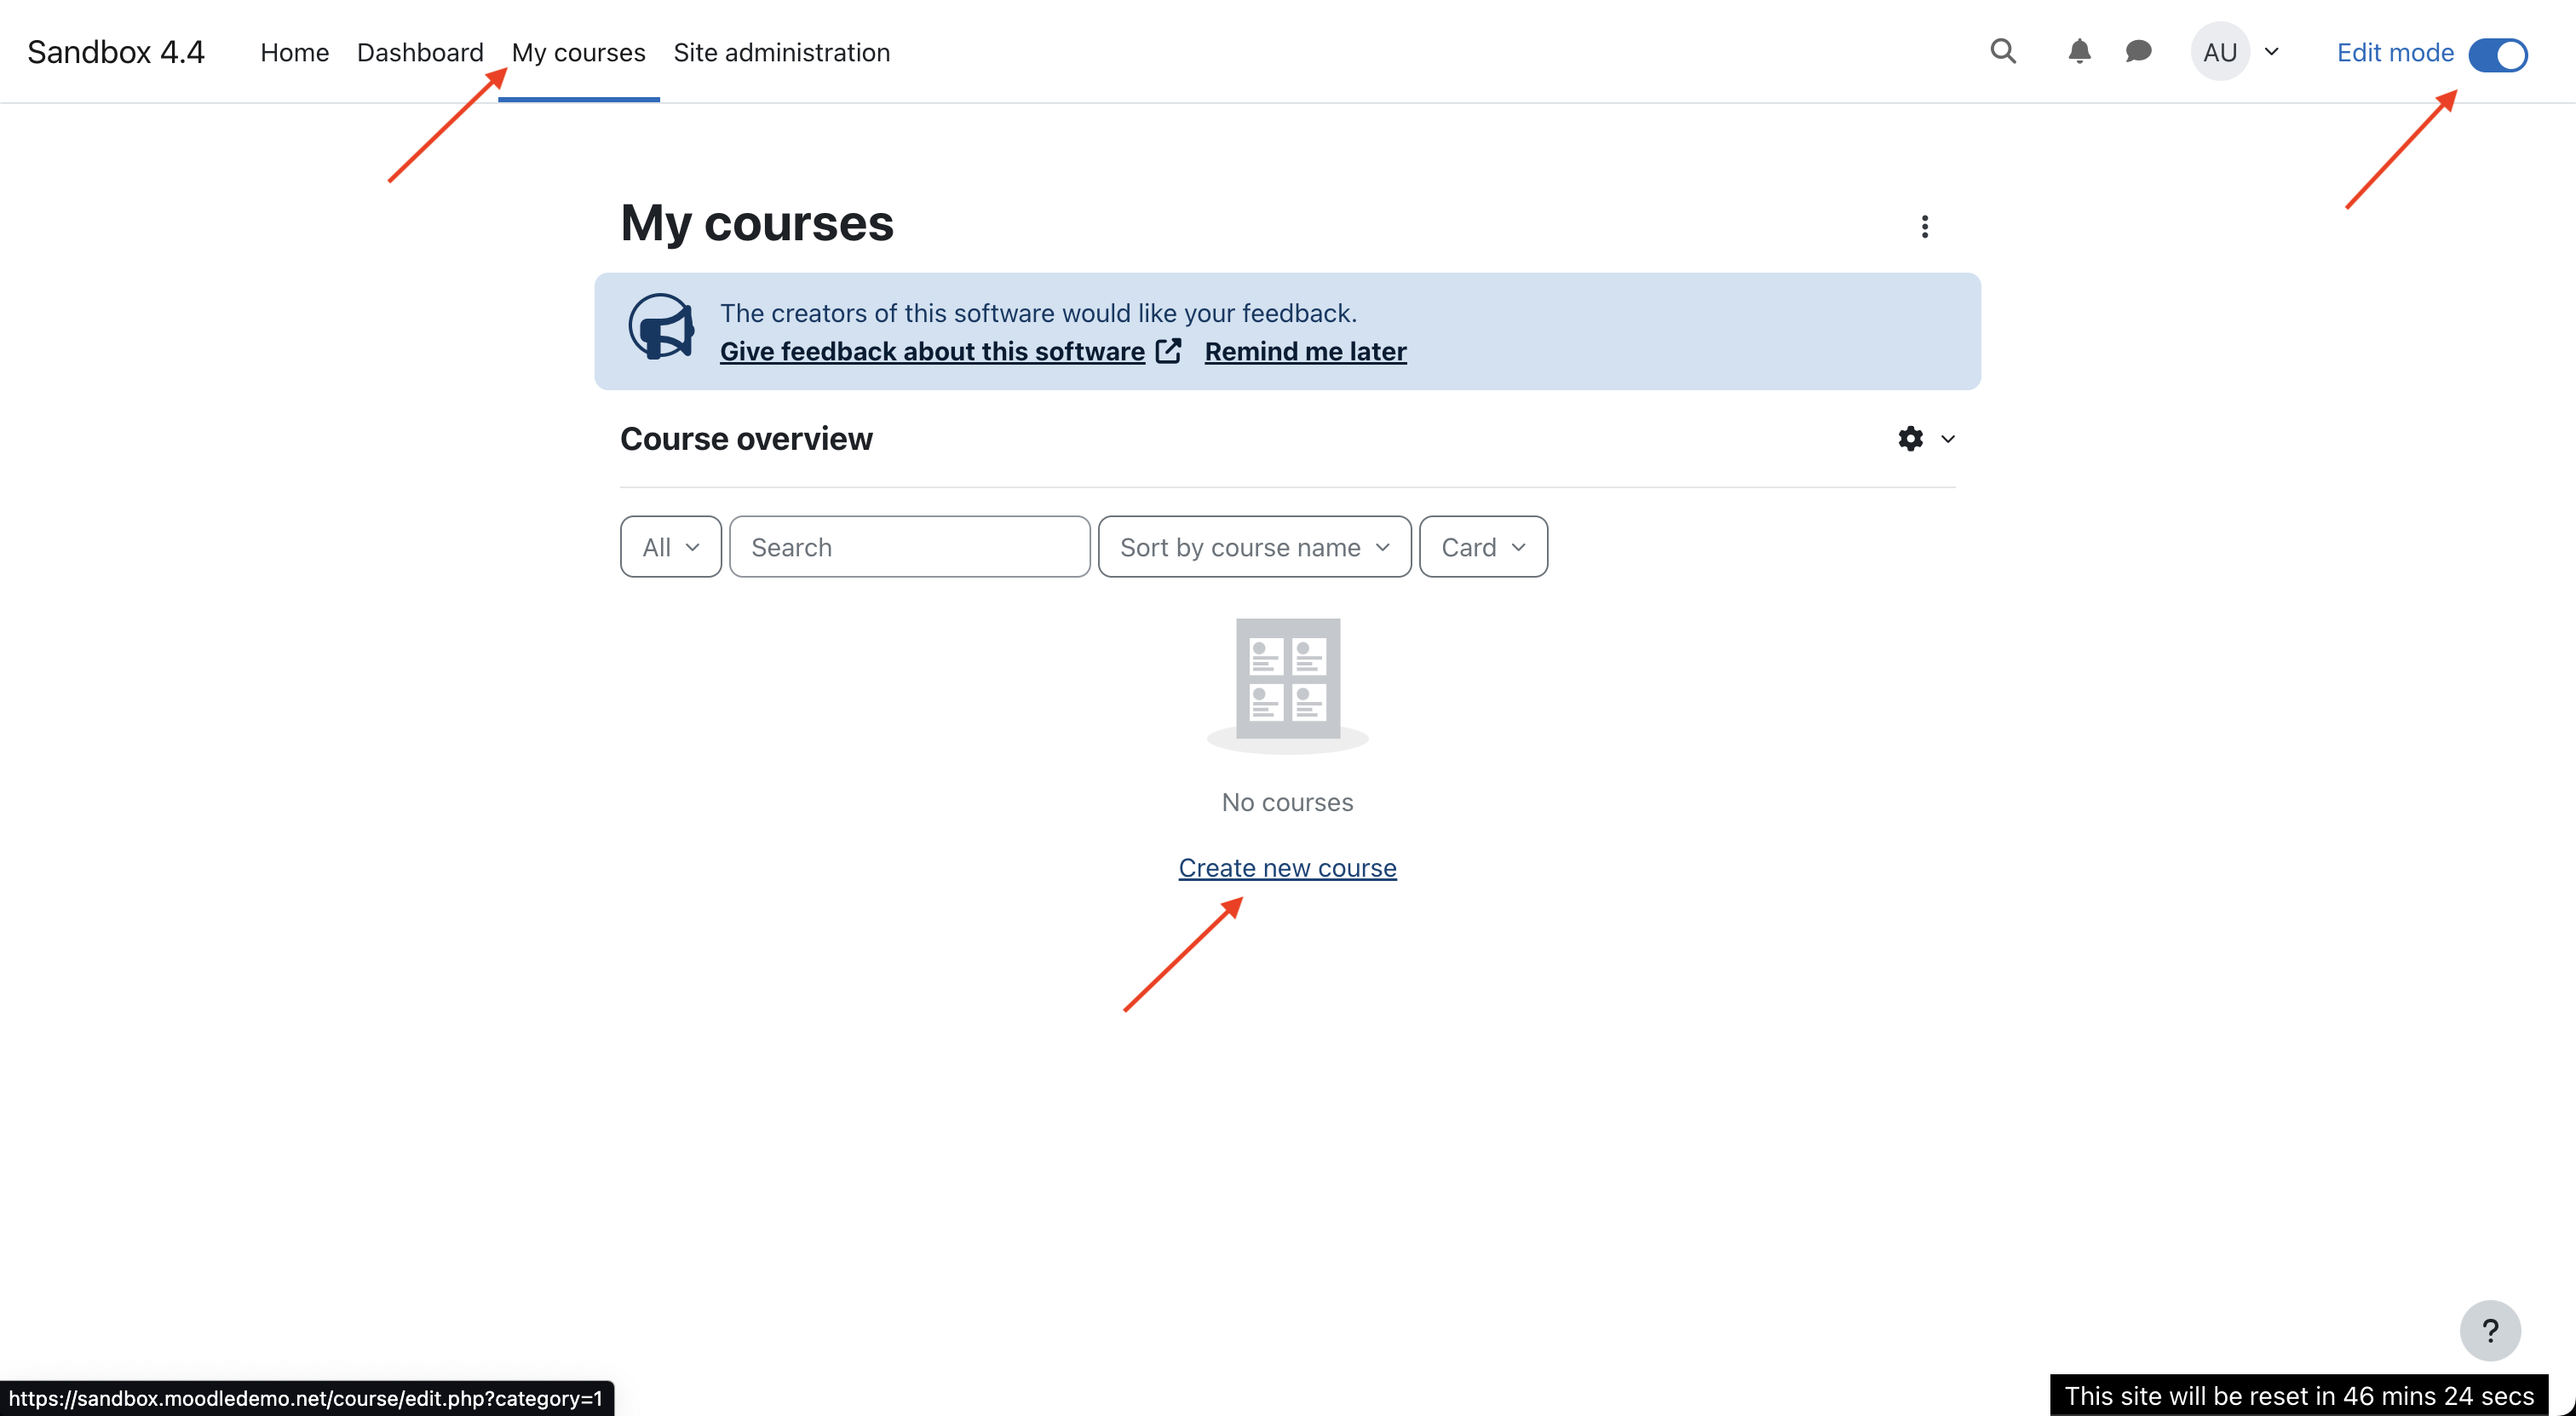 Sandbox 4.4 Home Dashboard My courses Site administration AU Edit mode
My courses
The creators of this software would like your feedback.
Give feedback about this software Remind me later
Course overview
All Search Sort by course name Card
No courses
Create new course
?
https://sandbox.moodledemo.net/course/edit.php?category=1
This site will be reset in 46 mins 24 secs